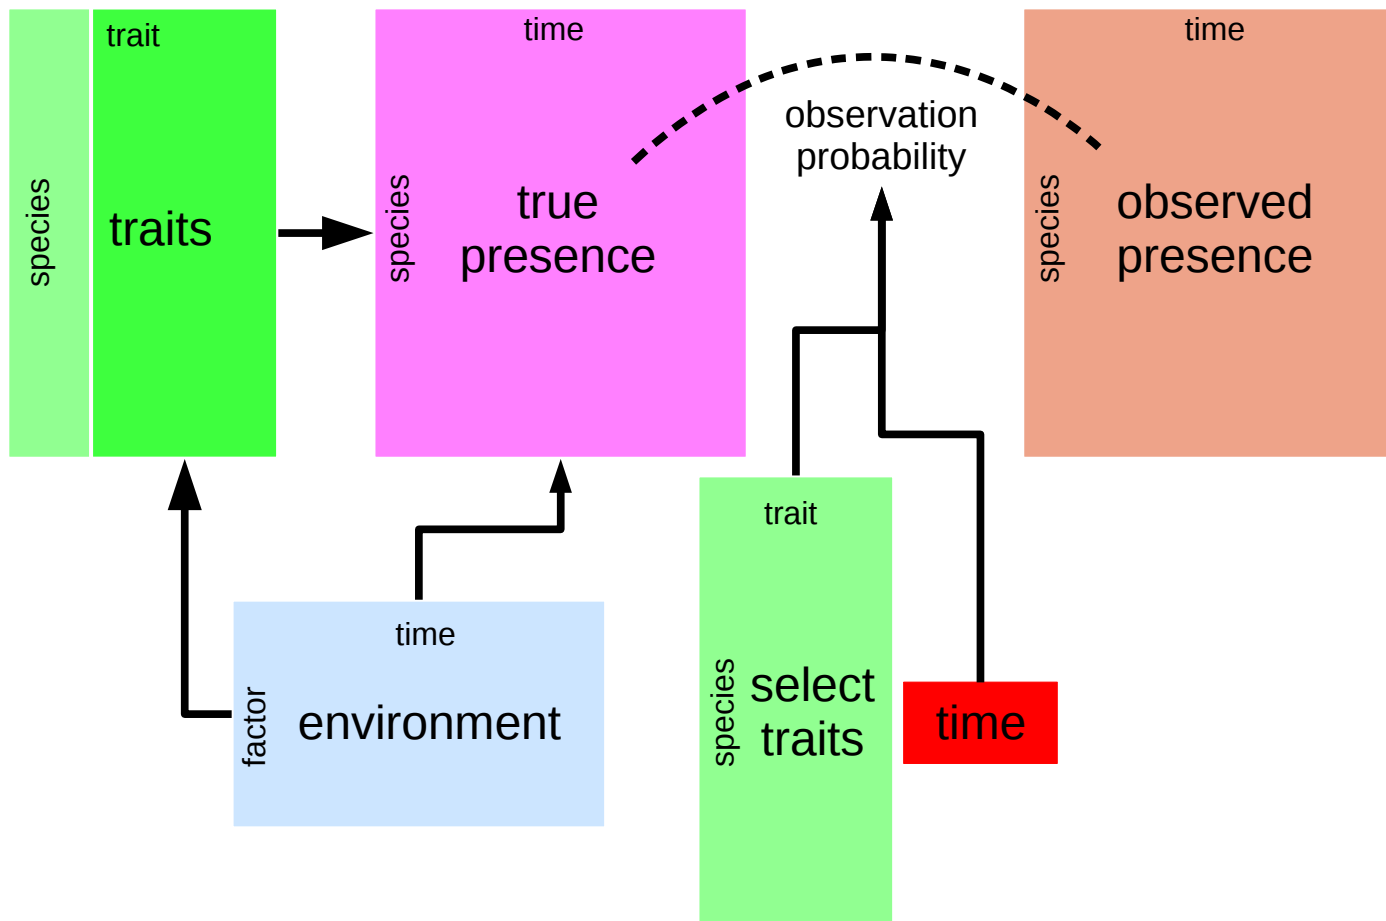 trait
species
traits
time
species
true
presence
observation
probability
time
species
observed
presence
time
factor
environment
trait
species
select
traits
time